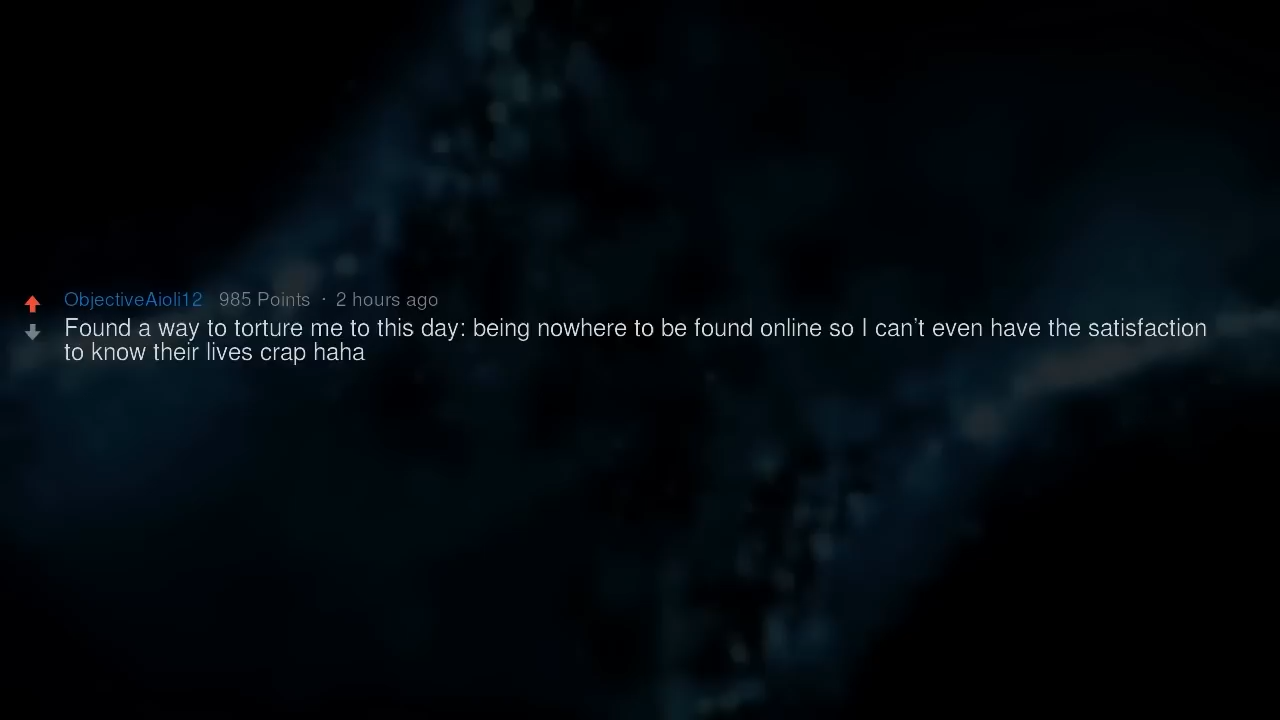 ObjectiveAioli12 985 Points · 2 hours ago
Found a way to torture me to this day: being nowhere to be found online so I can’t even have the satisfaction
to know their lives crap haha